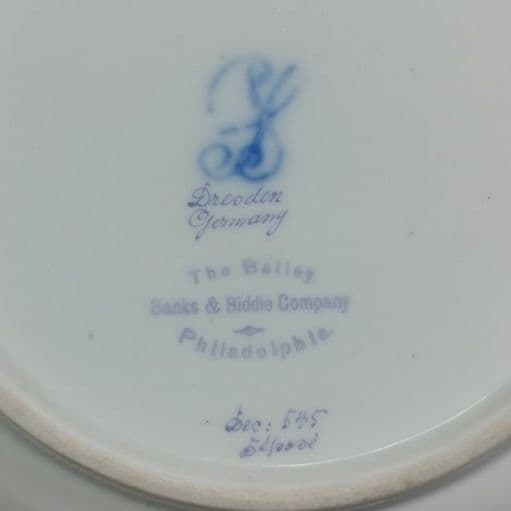 Dresden
Germany
The Bailey
Banks & Biddle Company
Philadelphia.
Dec: 545